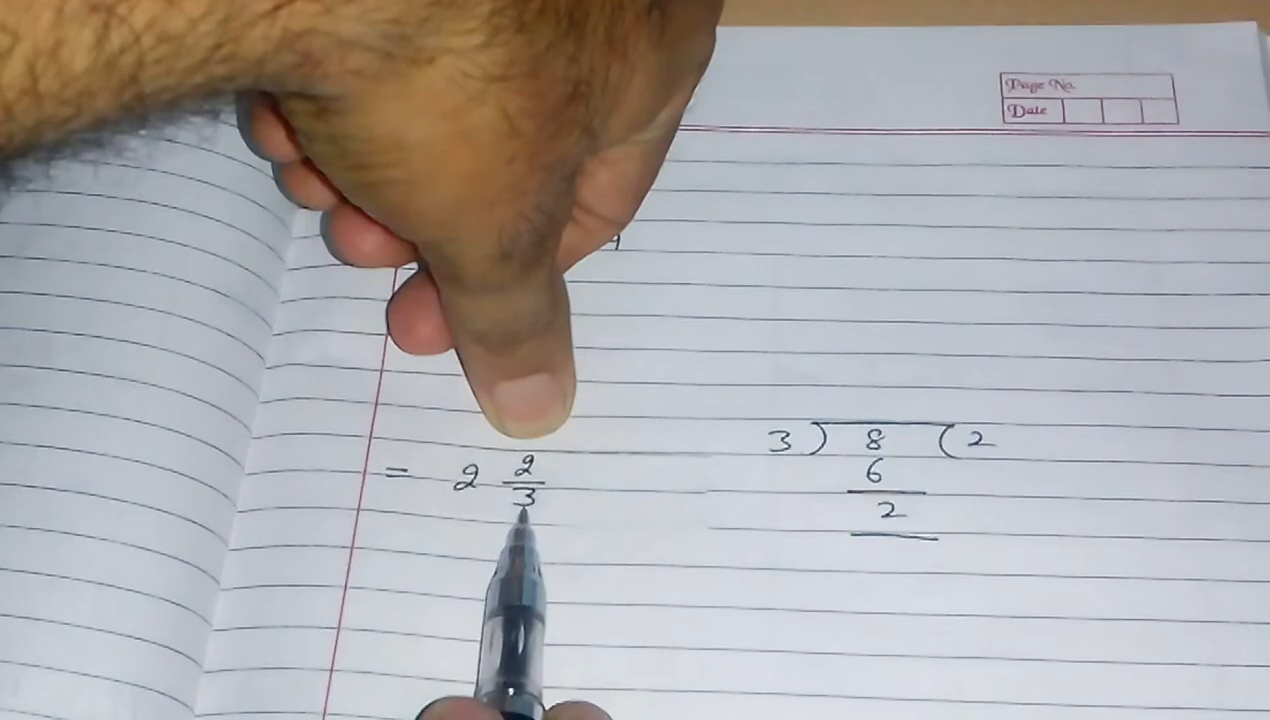 Page No.
Date
= 2 2/3
3 ) 8 ( 2
6
2